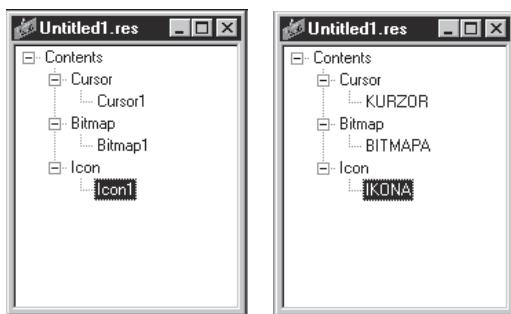 Untitled1.res
Contents
Cursor
Cursor1
Bitmap
Bitmap1
Icon
Icon1
Untitled1.res
Contents
Cursor
KURZOR
Bitmap
BITMAPA
Icon
IKONA